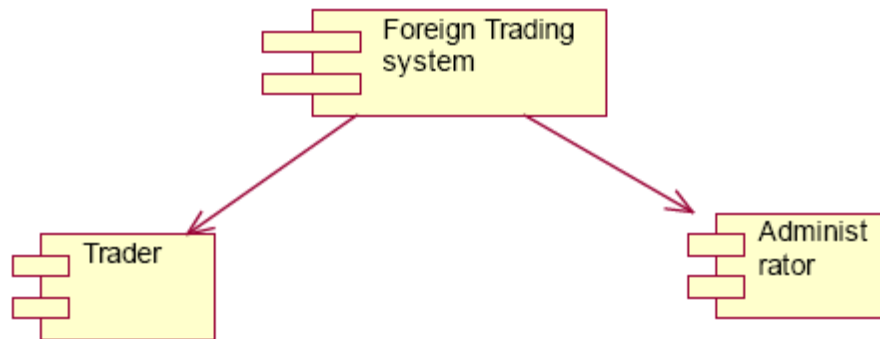 Foreign Trading
system
Trader
Administ
rator